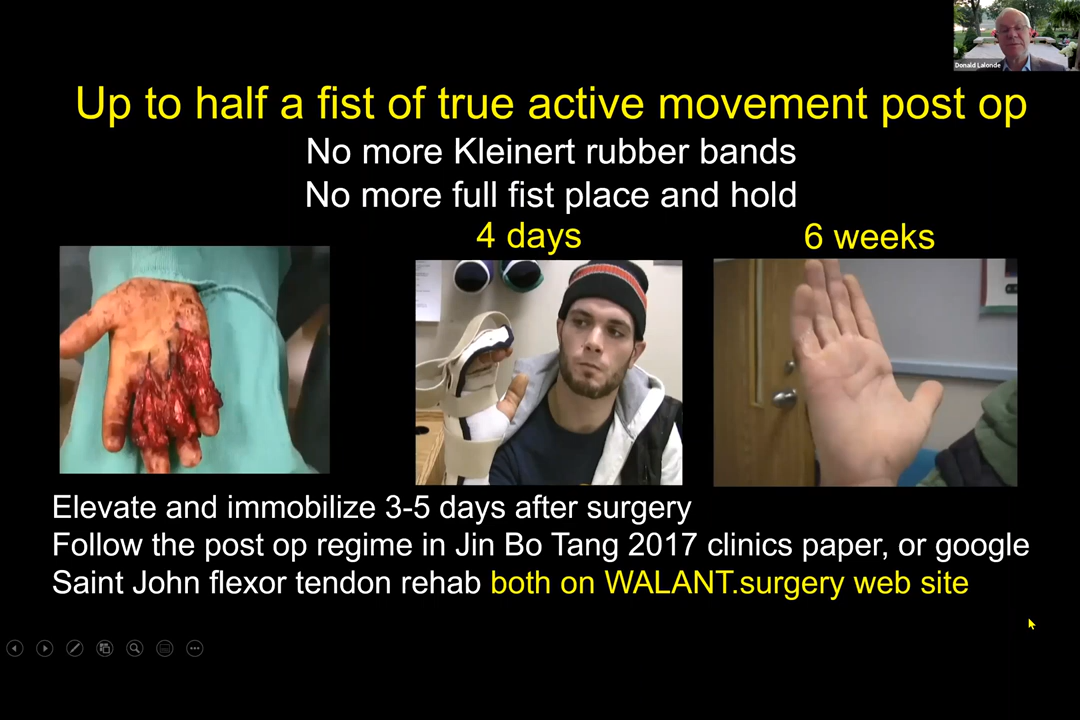 Donald Lalonde
Up to half a fist of true active movement post op
No more Kleinert rubber bands
No more full fist place and hold
4 days
6 weeks
Elevate and immobilize 3-5 days after surgery
Follow the post op regime in Jin Bo Tang 2017 clinics paper, or google
Saint John flexor tendon rehab both on WALANT.surgery web site